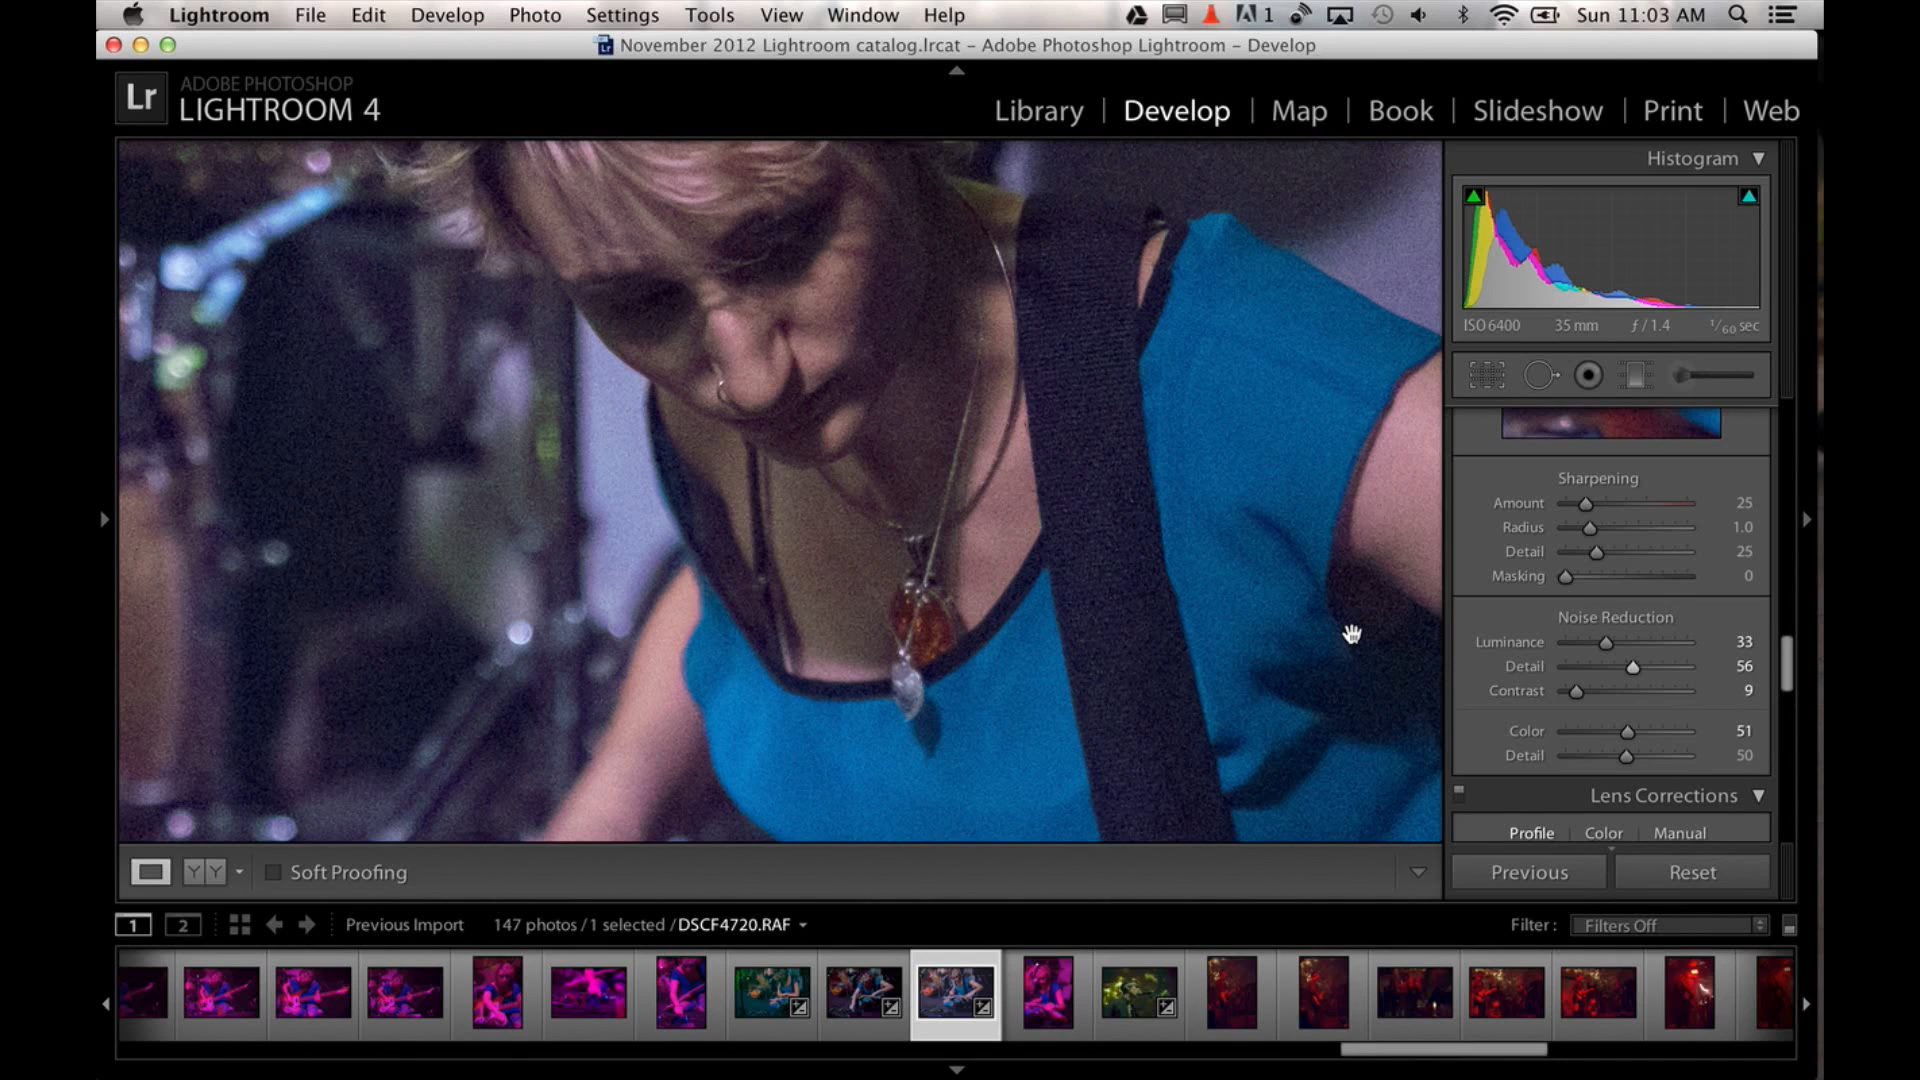 Lightroom File Edit Develop Photo Settings Tools View Window Help 1 Sun 11:03 AM
November 2012 Lightroom catalog.lrcat – Adobe Photoshop Lightroom – Develop
Lr ADOBE PHOTOSHOP
LIGHTROOM 4
Library | Develop | Map | Book | Slideshow | Print | Web
Histogram
ISO 6400 35 mm ƒ / 1.4 1/60 sec
Sharpening
Amount 25
Radius 1.0
Detail 25
Masking 0
Noise Reduction
Luminance 33
Detail 56
Contrast 9
Color 51
Detail 50
Lens Corrections
Profile | Color | Manual
Previous Reset
Y Y Soft Proofing
1 2 Previous Import 147 photos / 1 selected / DSCF4720.RAF Filter : Filters Off